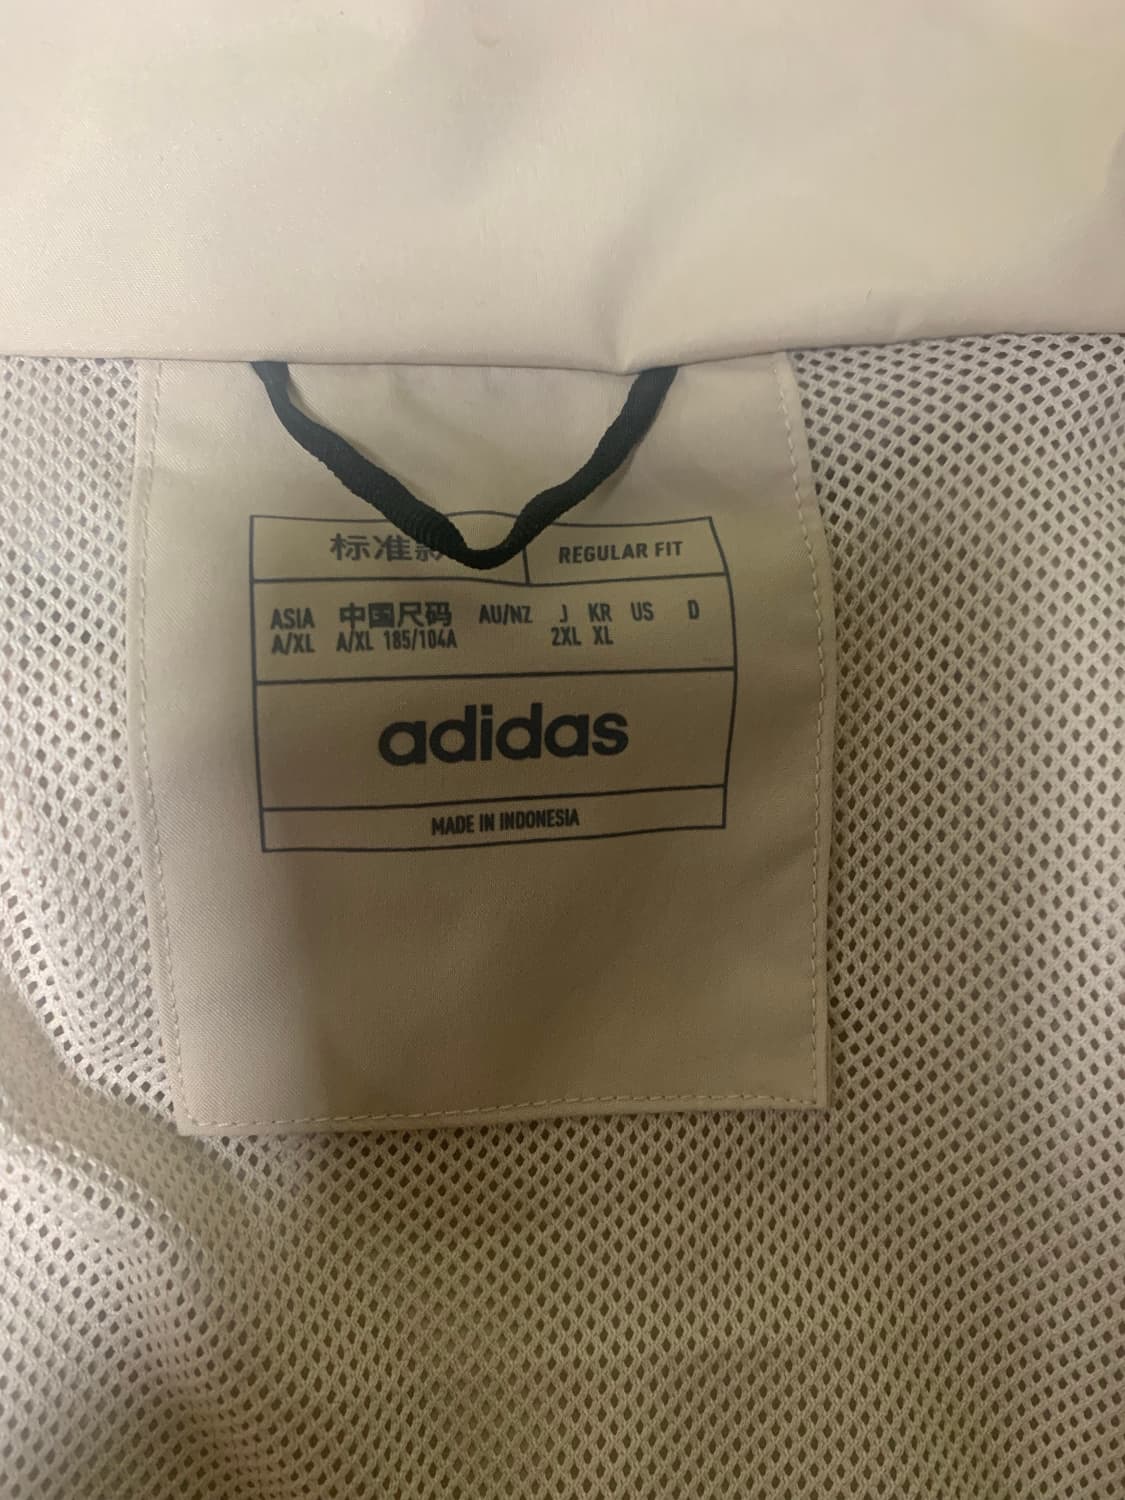 标准款 REGULAR FIT
ASIA 中国尺码 AU/NZ J KR US D
A/XL A/XL 185/104A 2XL XL
adidas
MADE IN INDONESIA